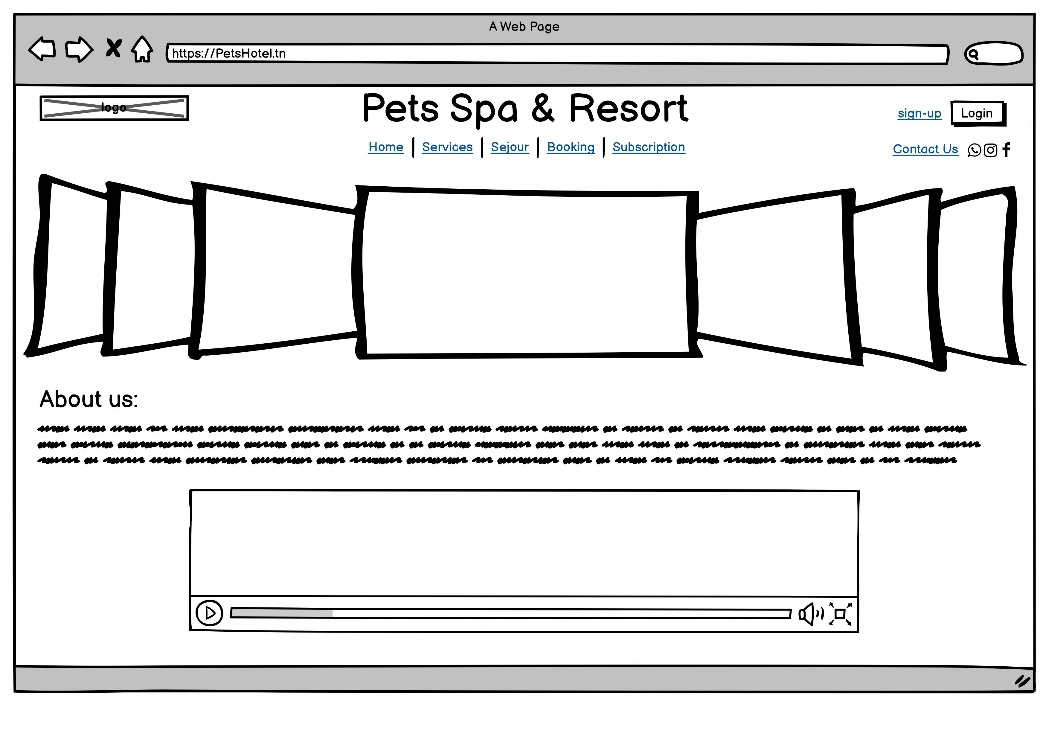 A Web Page
https://PetsHotel.tn
logo
Pets Spa & Resort
sign-up
Login
Home
Services
Sejour
Booking
Subscription
Contact Us
About us: